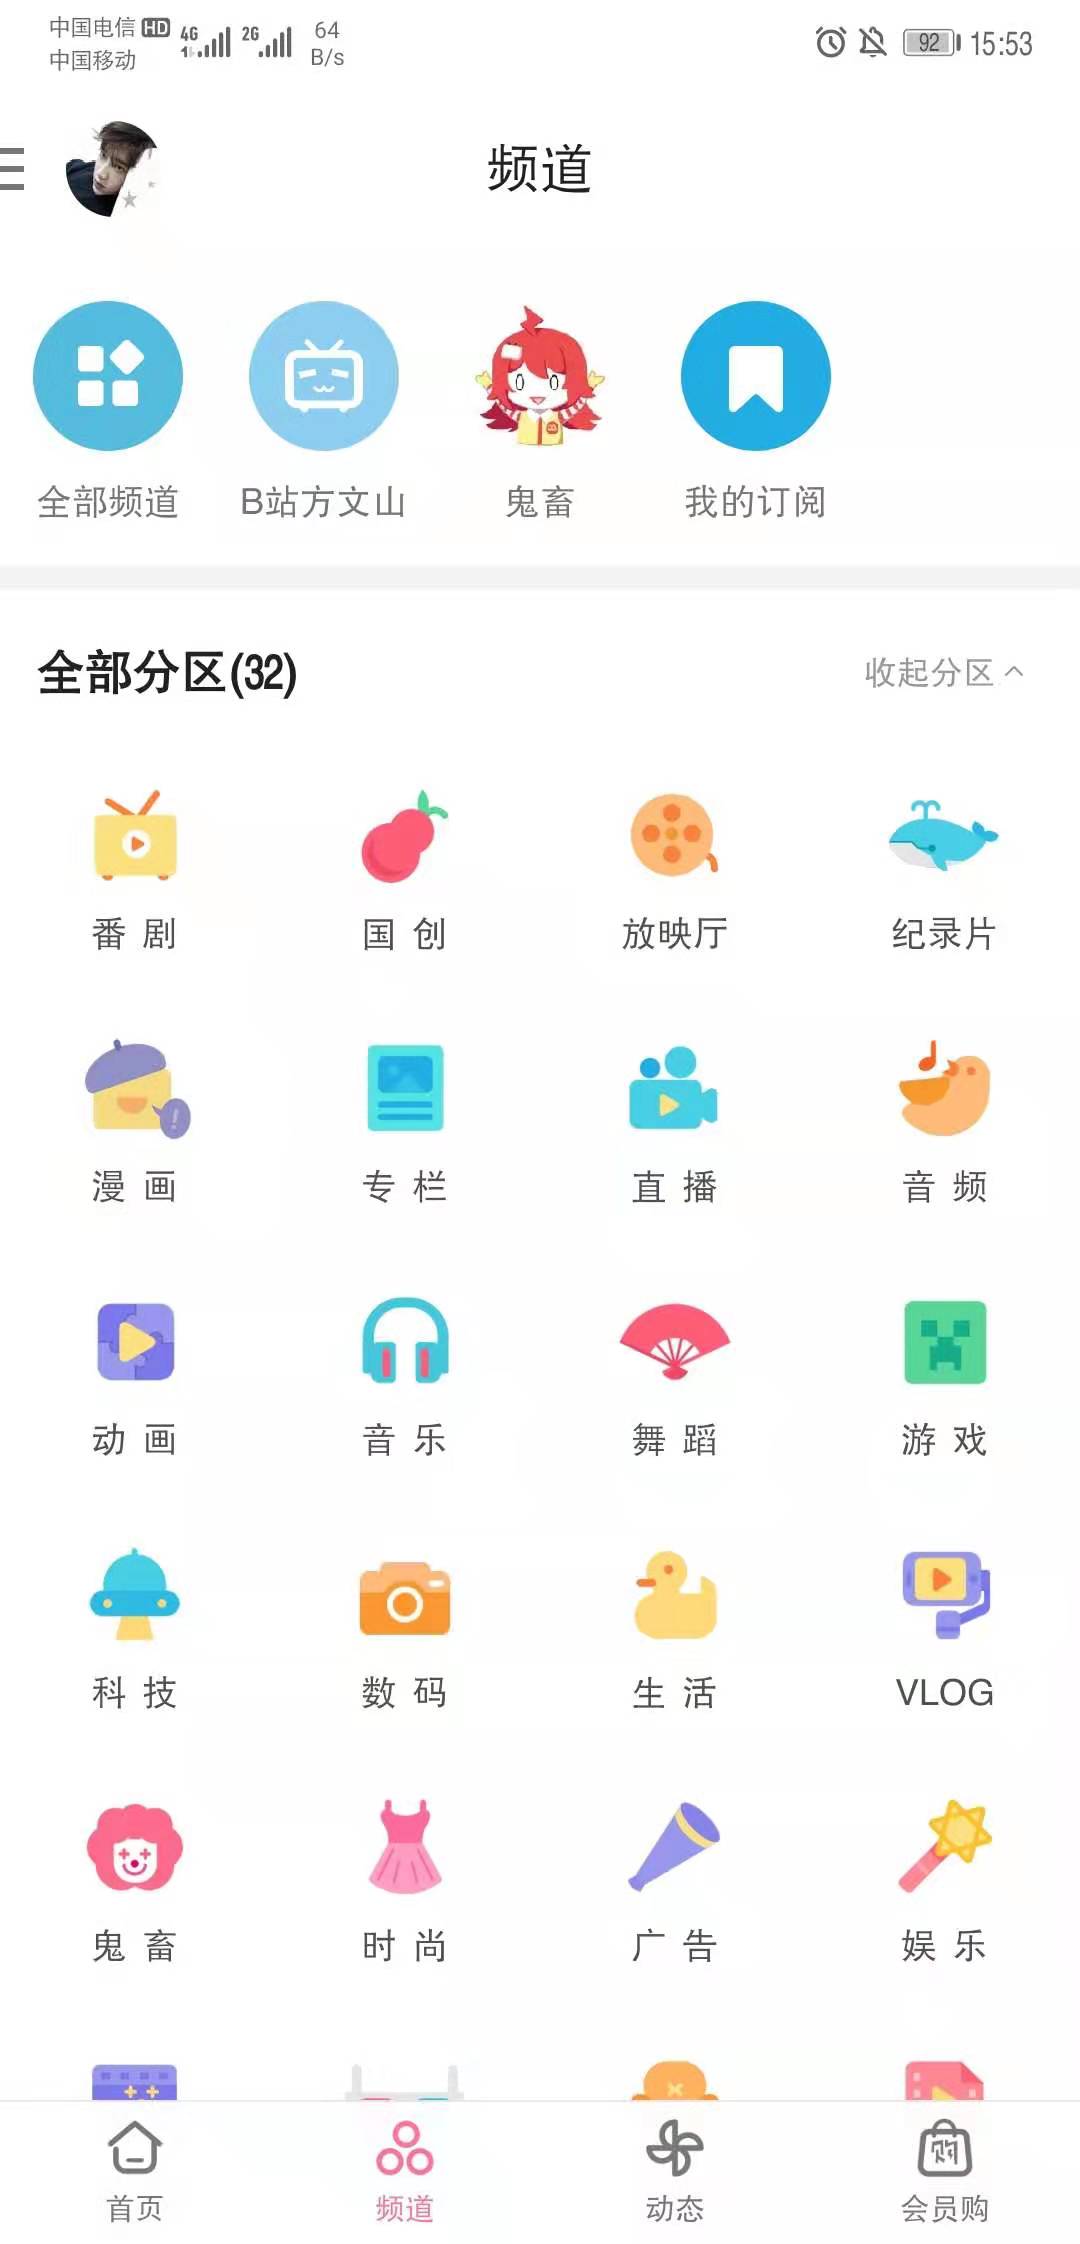 中国电信 HD 4G 2G 64
中国移动 1 B/s 92 15:53
频道
全部频道 B站方文山 鬼畜 我的订阅
全部分区(32) 收起分区
番剧 国创 放映厅 纪录片
漫画 专栏 直播 音频
动画 音乐 舞蹈 游戏
科技 数码 生活 VLOG
鬼畜 时尚 广告 娱乐
购
首页 频道 动态 会员购